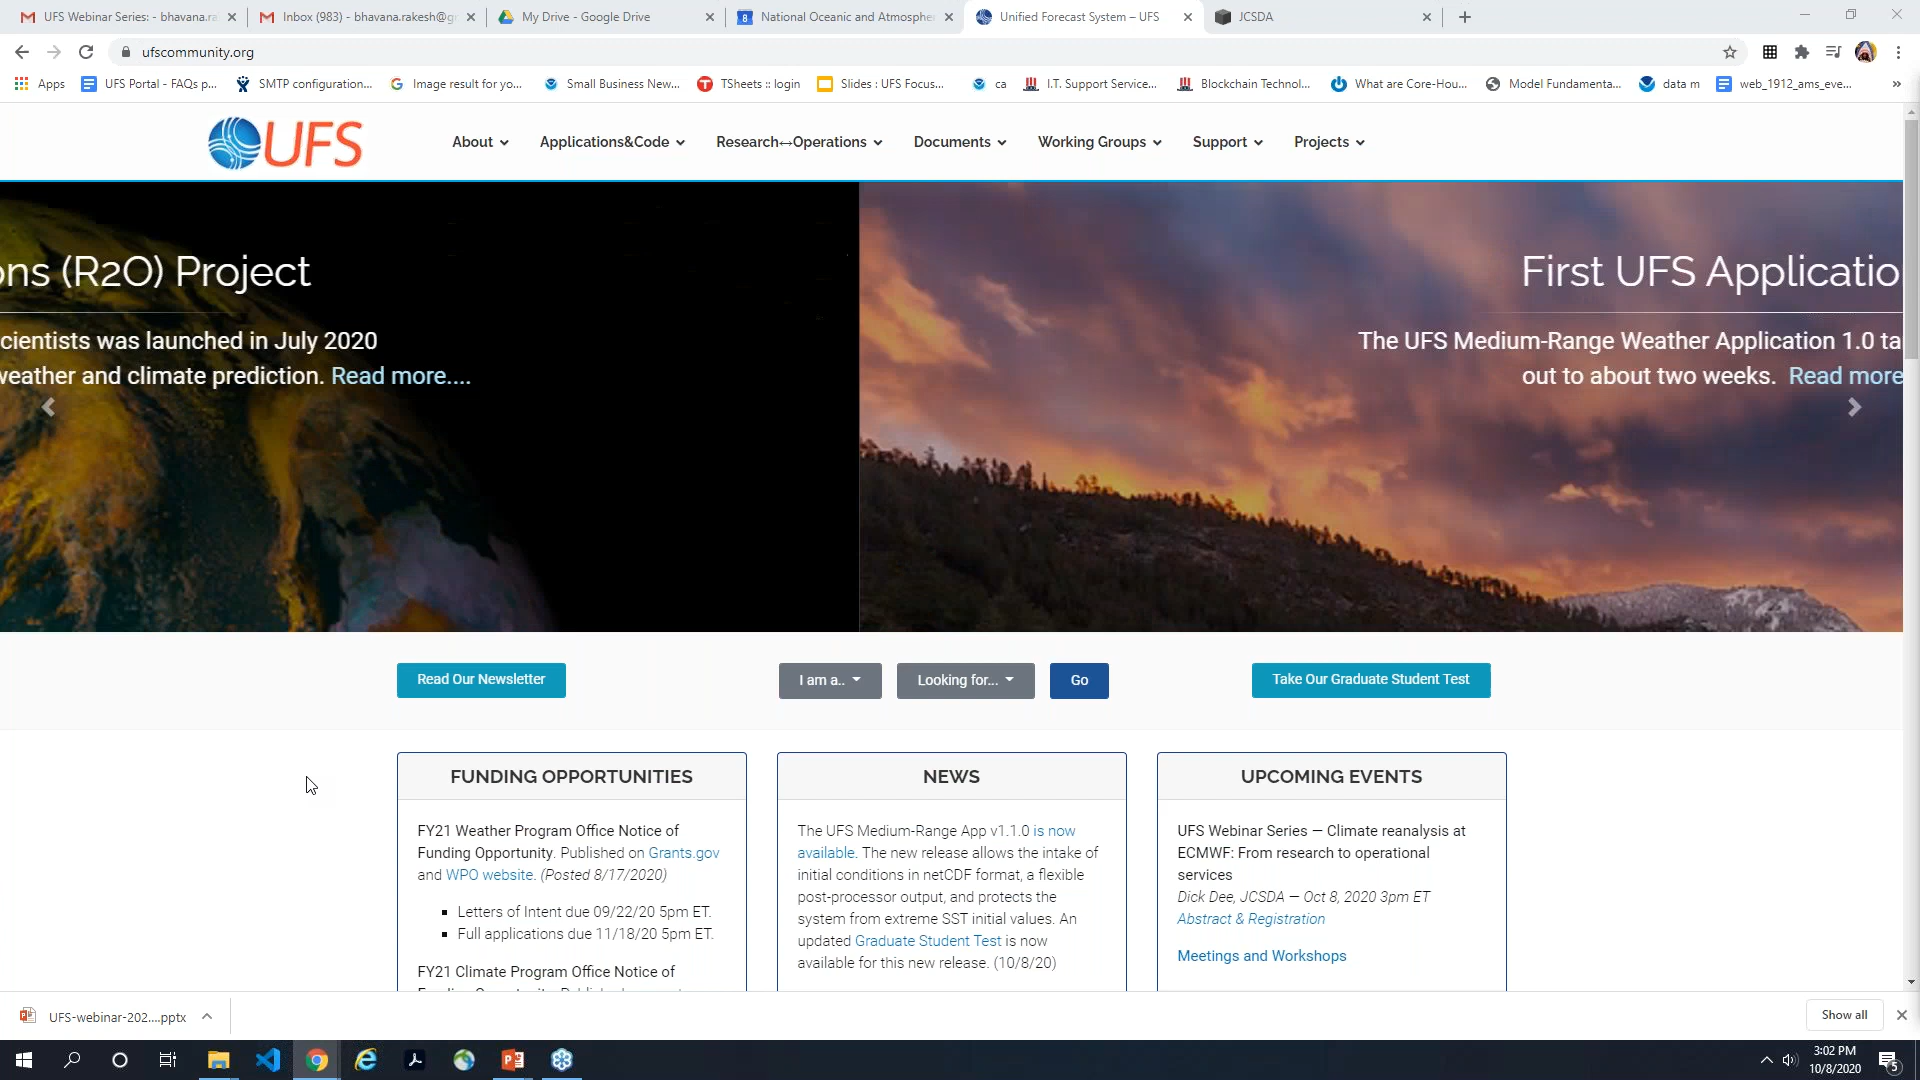 UFS Webinar Series: - bhavana.ra
Inbox (983) - bhavana.rakesh@g
My Drive - Google Drive
National Oceanic and Atmosphe
Unified Forecast System – UFS
JCSDA
ufscommunity.org
Apps
UFS Portal - FAQs p...
SMTP configuration...
Image result for yo...
Small Business New...
TSheets :: login
Slides : UFS Focus...
ca
I.T. Support Service...
Blockchain Technol...
What are Core-Hou...
Model Fundamenta...
data m
web_1912_ams_eve...
»
UFS
About
Applications&Code
Research↔Operations
Documents
Working Groups
Support
Projects
ons (R2O) Project
cientists was launched in July 2020
weather and climate prediction. Read more....
First UFS Applicatio
The UFS Medium-Range Weather Application 1.0 ta
out to about two weeks. Read more
Read Our Newsletter
I am a..
Looking for...
Go
Take Our Graduate Student Test
FUNDING OPPORTUNITIES
FY21 Weather Program Office Notice of
Funding Opportunity. Published on Grants.gov
and WPO website. (Posted 8/17/2020)
Letters of Intent due 09/22/20 5pm ET.
Full applications due 11/18/20 5pm ET.
FY21 Climate Program Office Notice of
NEWS
The UFS Medium-Range App v1.1.0 is now
available. The new release allows the intake of
initial conditions in netCDF format, a flexible
post-processor output, and protects the
system from extreme SST initial values. An
updated Graduate Student Test is now
available for this new release. (10/8/20)
UPCOMING EVENTS
UFS Webinar Series — Climate reanalysis at
ECMWF: From research to operational
services
Dick Dee, JCSDA — Oct 8, 2020 3pm ET
Abstract & Registration
Meetings and Workshops
UFS-webinar-202....pptx
Show all
3:02 PM
10/8/2020
5